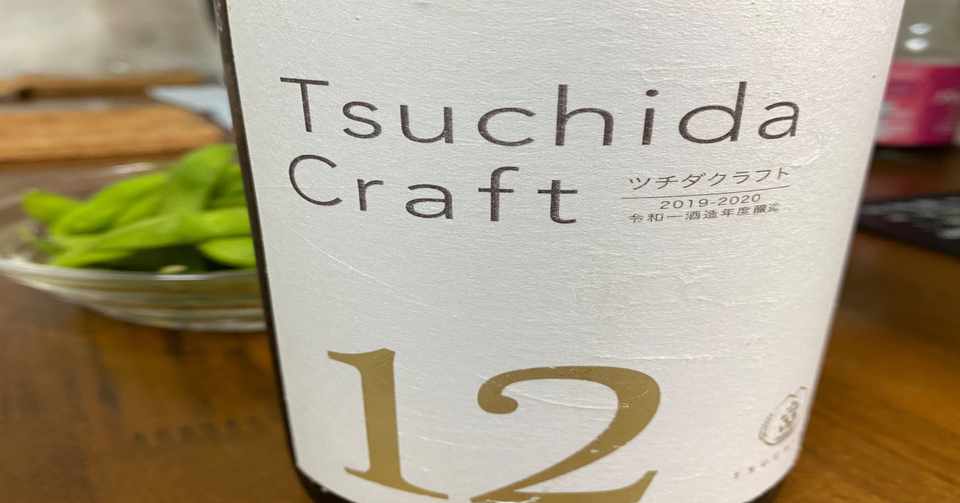 Tsuchida
Craft
ツチダクラフト
2019-2020
令和一酒造年度醸造
12